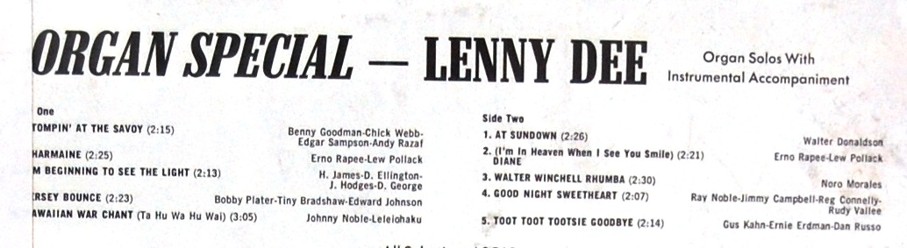 ORGAN SPECIAL — LENNY DEE
Organ Solos With
Instrumental Accompaniment
One
TOMPIN' AT THE SAVOY (2:15) Benny Goodman-Chick Webb-
Edgar Sampson-Andy Razaf
HARMAINE (2:25) Erno Rapee-Lew Pollack
M BEGINNING TO SEE THE LIGHT (2:13) H. James-D. Ellington-
J. Hodges-D. George
ERSEY BOUNCE (2:23) Bobby Plater-Tiny Bradshaw-Edward Johnson
AWAIIAN WAR CHANT (Ta Hu Wa Hu Wai) (3:05) Johnny Noble-Leleiohaku
Side Two
1. AT SUNDOWN (2:26) Walter Donaldson
2. (I'm In Heaven When I See You Smile) (2:21) Erno Rapee-Lew Pollack
DIANE
3. WALTER WINCHELL RHUMBA (2:30) Noro Morales
4. GOOD NIGHT SWEETHEART (2:07) Ray Noble-Jimmy Campbell-Reg Connelly-
Rudy Vallee
5. TOOT TOOT TOOTSIE GOODBYE (2:14) Gus Kahn-Ernie Erdman-Dan Russo